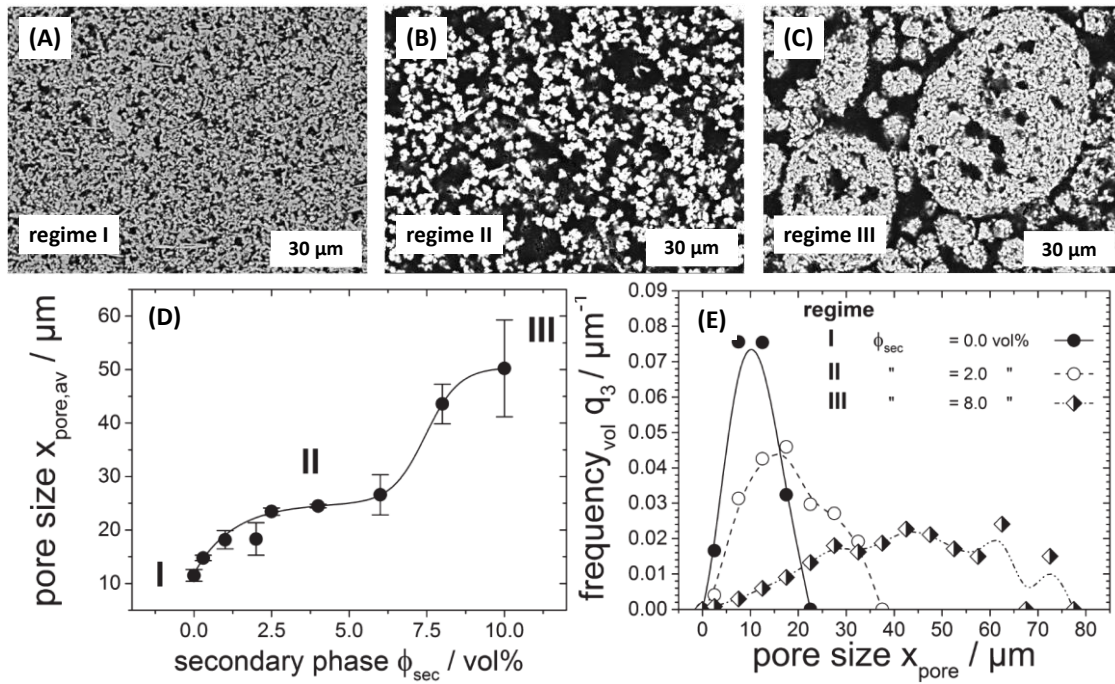 (A)
regime I
30 µm
(B)
regime II
30 µm
(C)
regime III
30 µm
(D)
pore size x_pore,av / µm
60
50
40
30
20
10
I
II
III
0.0 2.5 5.0 7.5 10.0
secondary phase ϕ_sec / vol%
(E)
frequency_vol q_3 / µm^-1
0.09
0.08
0.07
0.06
0.05
0.04
0.03
0.02
0.01
0.00
regime
I ϕ_sec = 0.0 vol%
II " = 2.0 "
III " = 8.0 "
0 10 20 30 40 50 60 70 80
pore size x_pore / µm